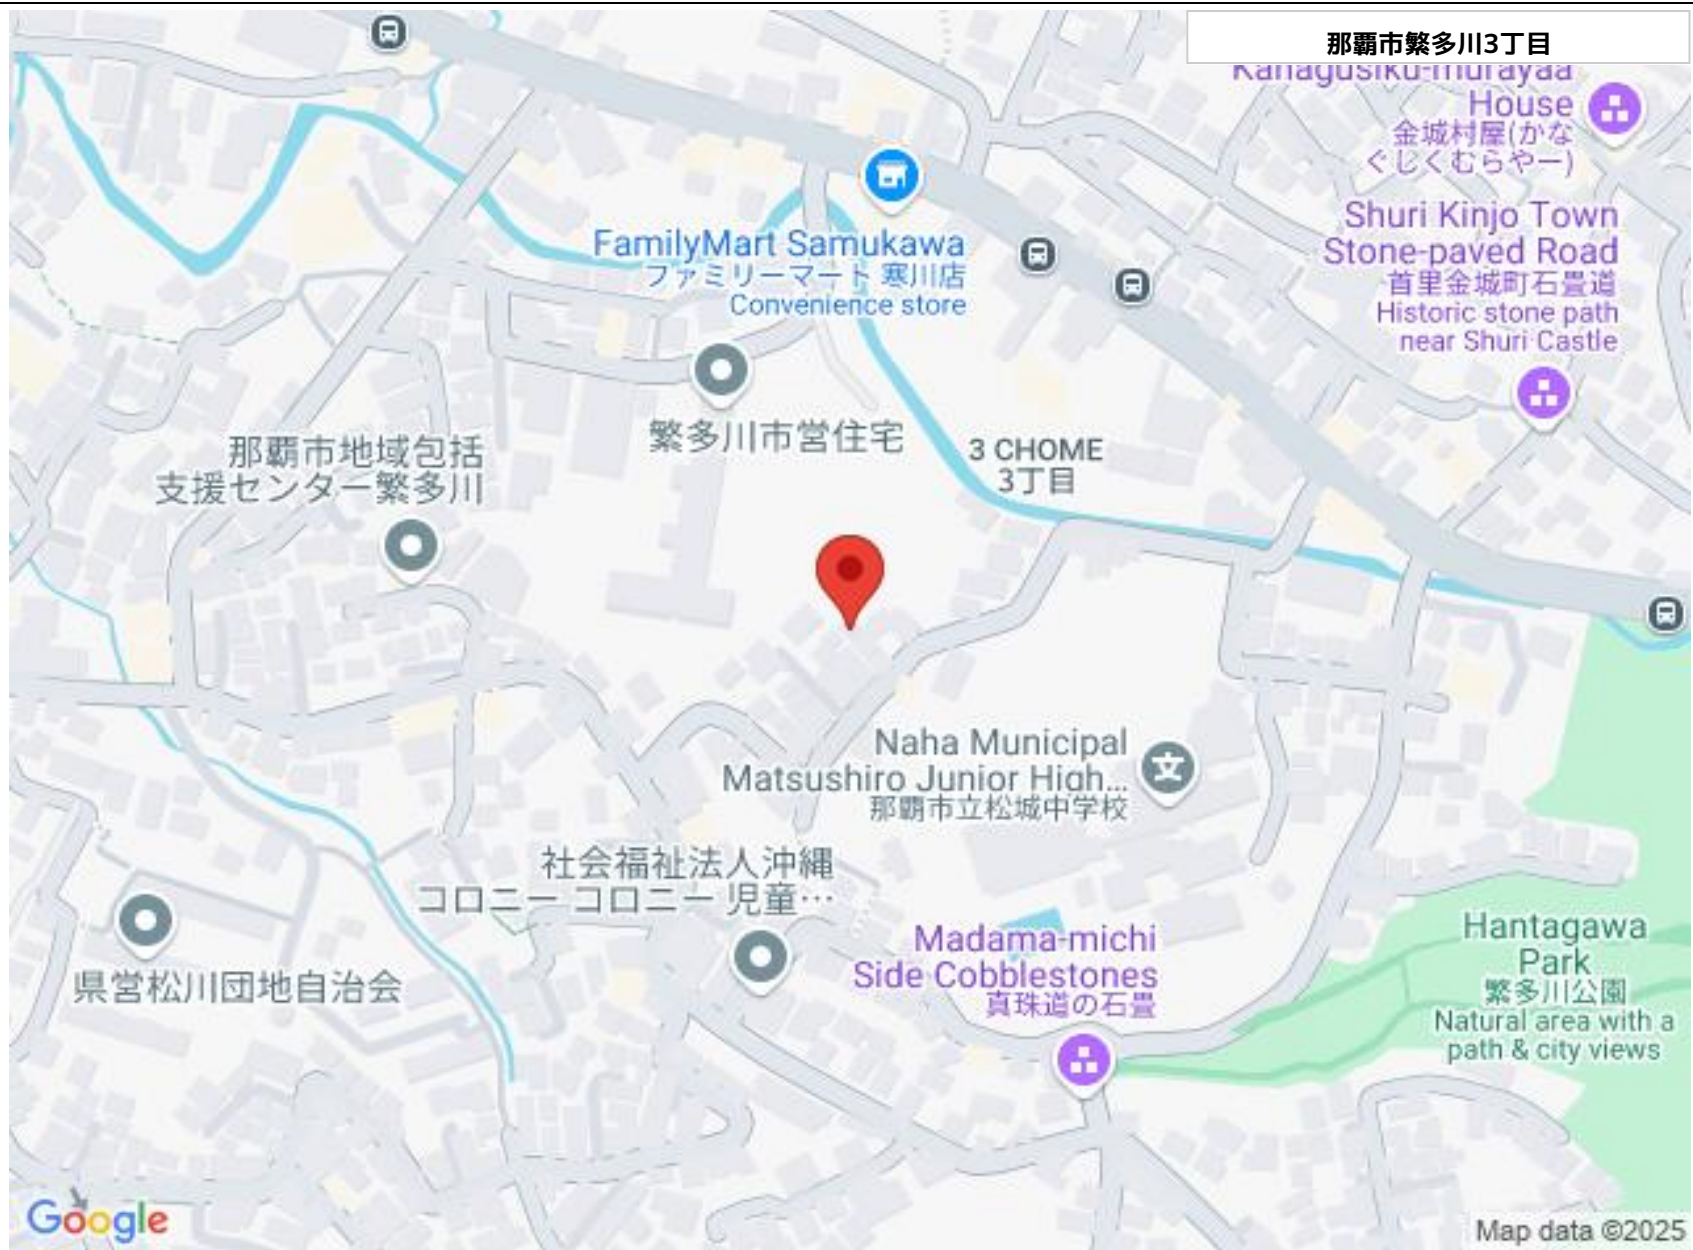 那覇市繁多川3丁目
Kanagusiku-murayaa
House
金城村屋(かな
ぐしくむらやー)
Shuri Kinjo Town
Stone-paved Road
首里金城町石畳道
Historic stone path
near Shuri Castle
FamilyMart Samukawa
ファミリーマート 寒川店
Convenience store
繁多川市営住宅
3 CHOME
3丁目
那覇市地域包括
支援センター繁多川
Naha Municipal
Matsushiro Junior High...
那覇市立松城中学校
文
社会福祉法人沖縄
コロニー コロニー 児童…
県営松川団地自治会
Madama-michi
Side Cobblestones
真珠道の石畳
Hantagawa
Park
繁多川公園
Natural area with a
path & city views
Google
Map data ©2025